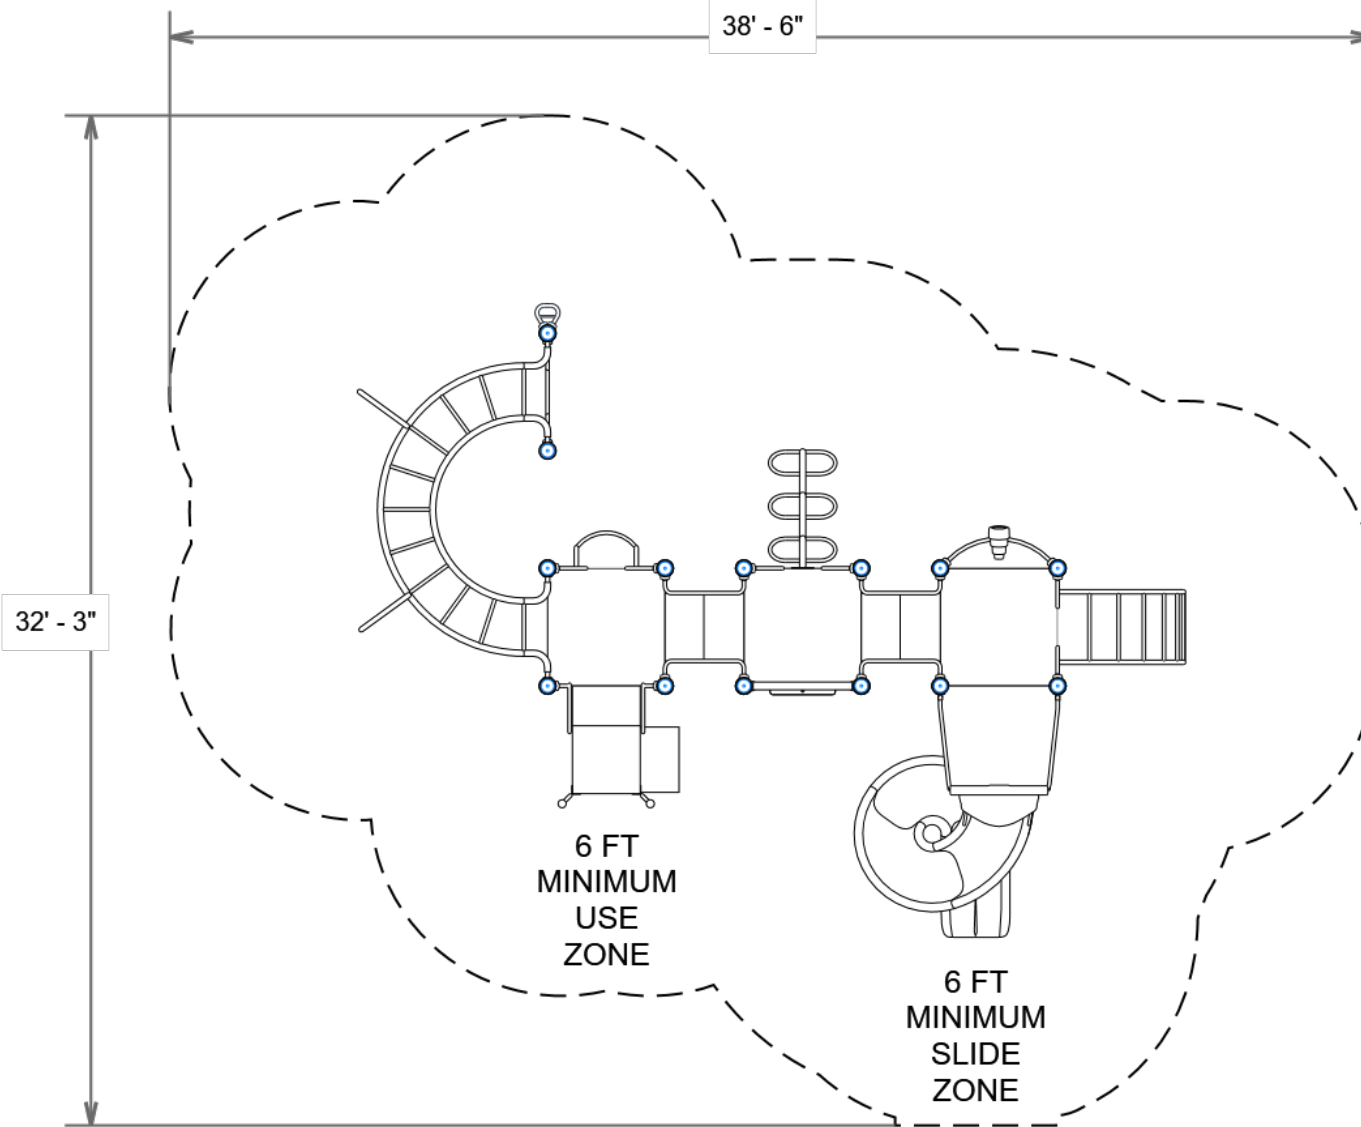 38' - 6"
32' - 3"
6 FT
MINIMUM
USE
ZONE
6 FT
MINIMUM
SLIDE
ZONE